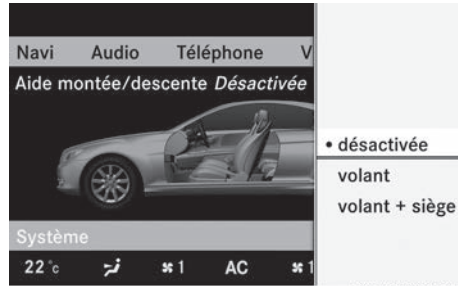 Navi Audio Téléphone V
Aide montée/descente Désactivée
• désactivée
volant
volant + siège
Système
22 °c 1 AC 1